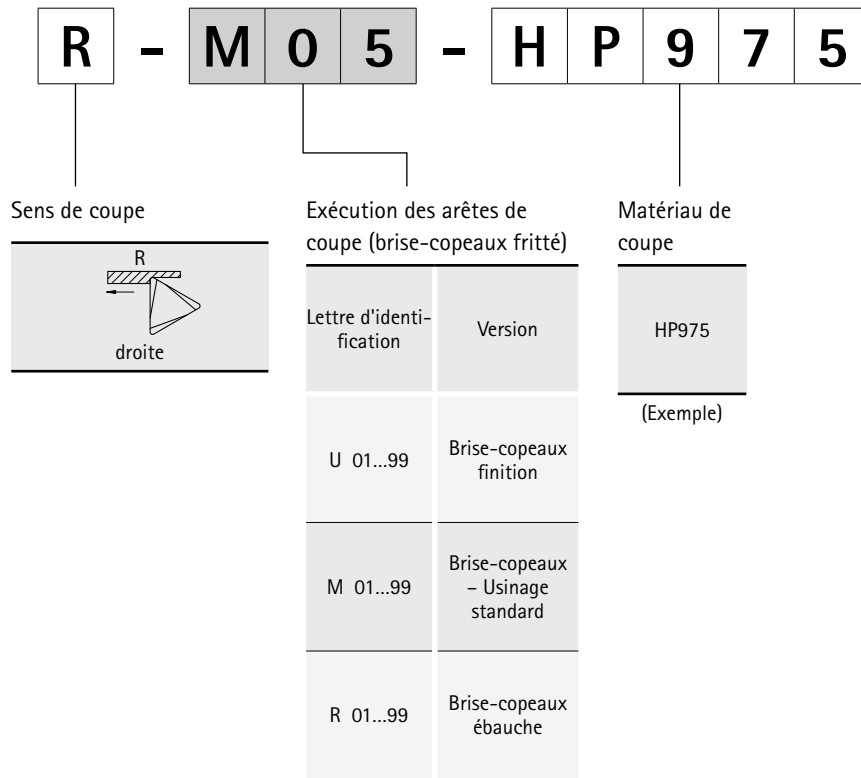 R - M 0 5 - H P 9 7 5
Sens de coupe
R
droite
Exécution des arêtes de
coupe (brise-copeaux fritté)
Lettre d'identi-
fication
Version
U 01...99
Brise-copeaux
finition
M 01...99
Brise-copeaux
– Usinage
standard
R 01...99
Brise-copeaux
ébauche
Matériau de
coupe
HP975
(Exemple)